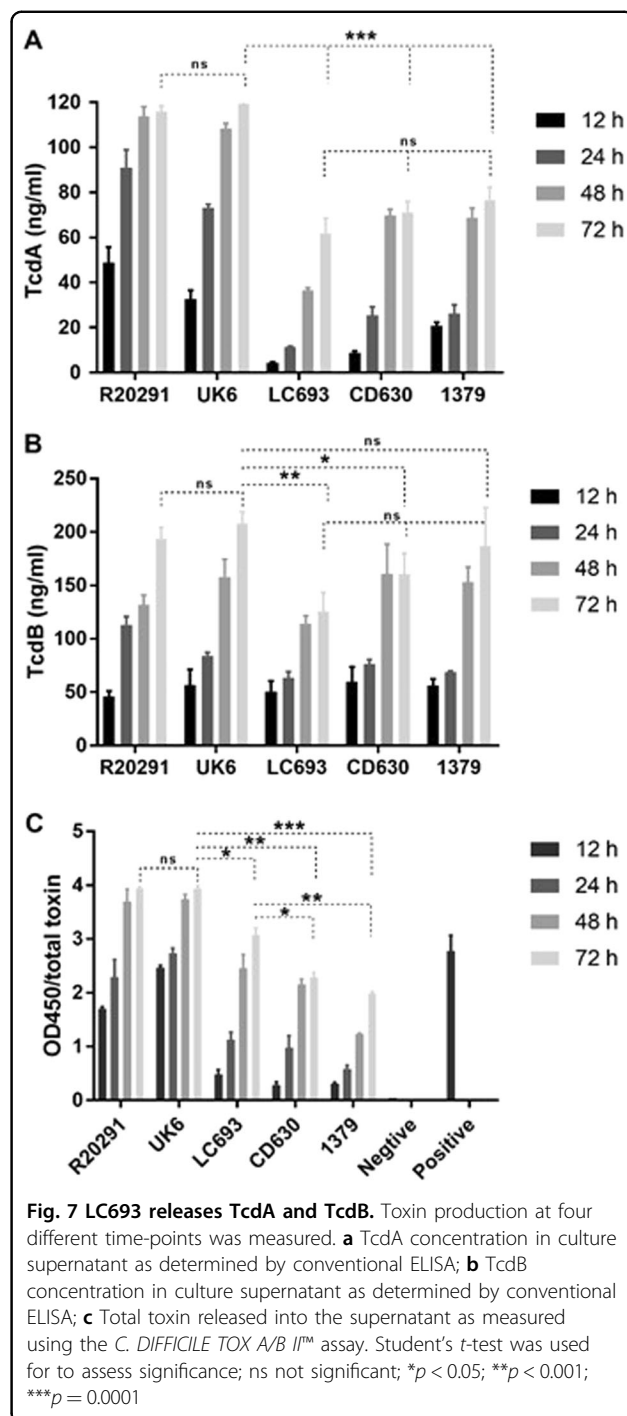 A
***
ns
120
100
80
60
40
20
0
TcdA (ng/ml)
ns
R20291 UK6 LC693 CD630 1379
12 h
24 h
48 h
72 h
B
ns
*
**
ns
250
200
150
100
50
0
TcdB (ng/ml)
ns
R20291 UK6 LC693 CD630 1379
12 h
24 h
48 h
72 h
C
***
**
ns
*
**
*
5
4
3
2
1
0
OD450/total toxin
R20291 UK6 LC693 CD630 1379 Negtive Positive
12 h
24 h
48 h
72 h
Fig. 7 LC693 releases TcdA and TcdB. Toxin production at four
different time-points was measured. a TcdA concentration in culture
supernatant as determined by conventional ELISA; b TcdB
concentration in culture supernatant as determined by conventional
ELISA; c Total toxin released into the supernatant as measured
using the C. DIFFICILE TOX A/B II™ assay. Student's t-test was used
for to assess significance; ns not significant; *p < 0.05; **p < 0.001;
***p = 0.0001